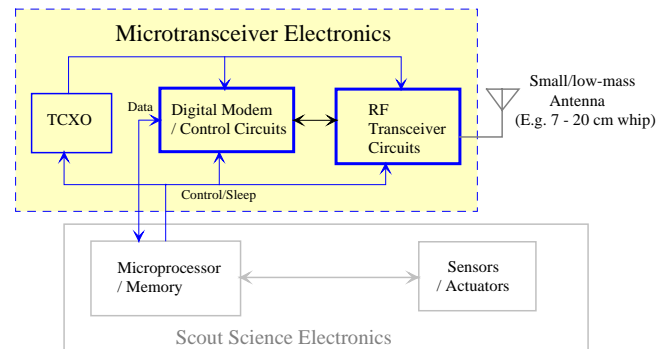 Microtransceiver Electronics
TCXO
Data
Digital Modem
/ Control Circuits
RF
Transceiver
Circuits
Small/low-mass
Antenna
(E.g. 7 - 20 cm whip)
Control/Sleep
Microprocessor
/ Memory
Sensors
/ Actuators
Scout Science Electronics